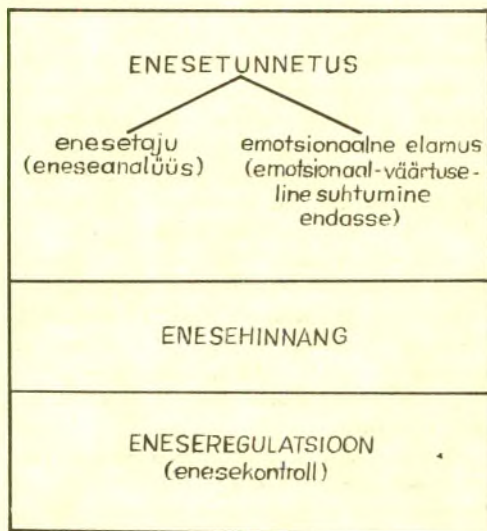 ENESETUNNETUS
enesetaju
(eneseanalüüs)
emotsionaalne elamus
(emotsionaal-väärtuse-
line suhtumine
endasse)
ENESEHINNANG
ENESEREGULATSIOON
(enesekontroll)